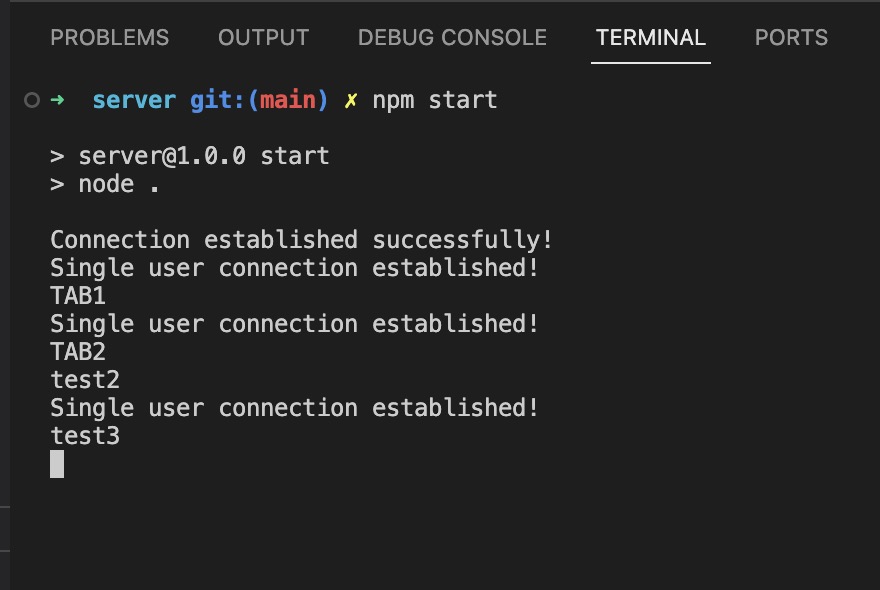 PROBLEMS OUTPUT DEBUG CONSOLE TERMINAL PORTS
➜ server git:(main) ✗ npm start
> server@1.0.0 start
> node .
Connection established successfully!
Single user connection established!
TAB1
Single user connection established!
TAB2
test2
Single user connection established!
test3